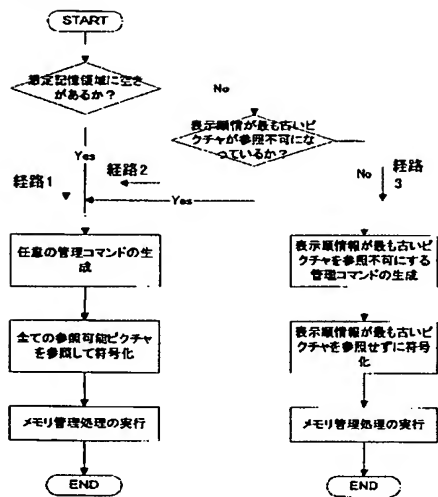 START
想定記憶領域に空き
があるか？
No
表示順情が最も古いピ
クチャが参照不可にな
っているか？
Yes
経路2
経路1
Yes
No
経路
3
任意の管理コマンドの生
成
表示順情報が最も古いピ
クチャを参照不可にする
管理コマンドの生成
全ての参照可能ピクチャ
を参照して符号化
表示順情報が最も古いピ
クチャを参照せずに符号
化
メモリ管理処理の実行
メモリ管理処理の実行
END
END